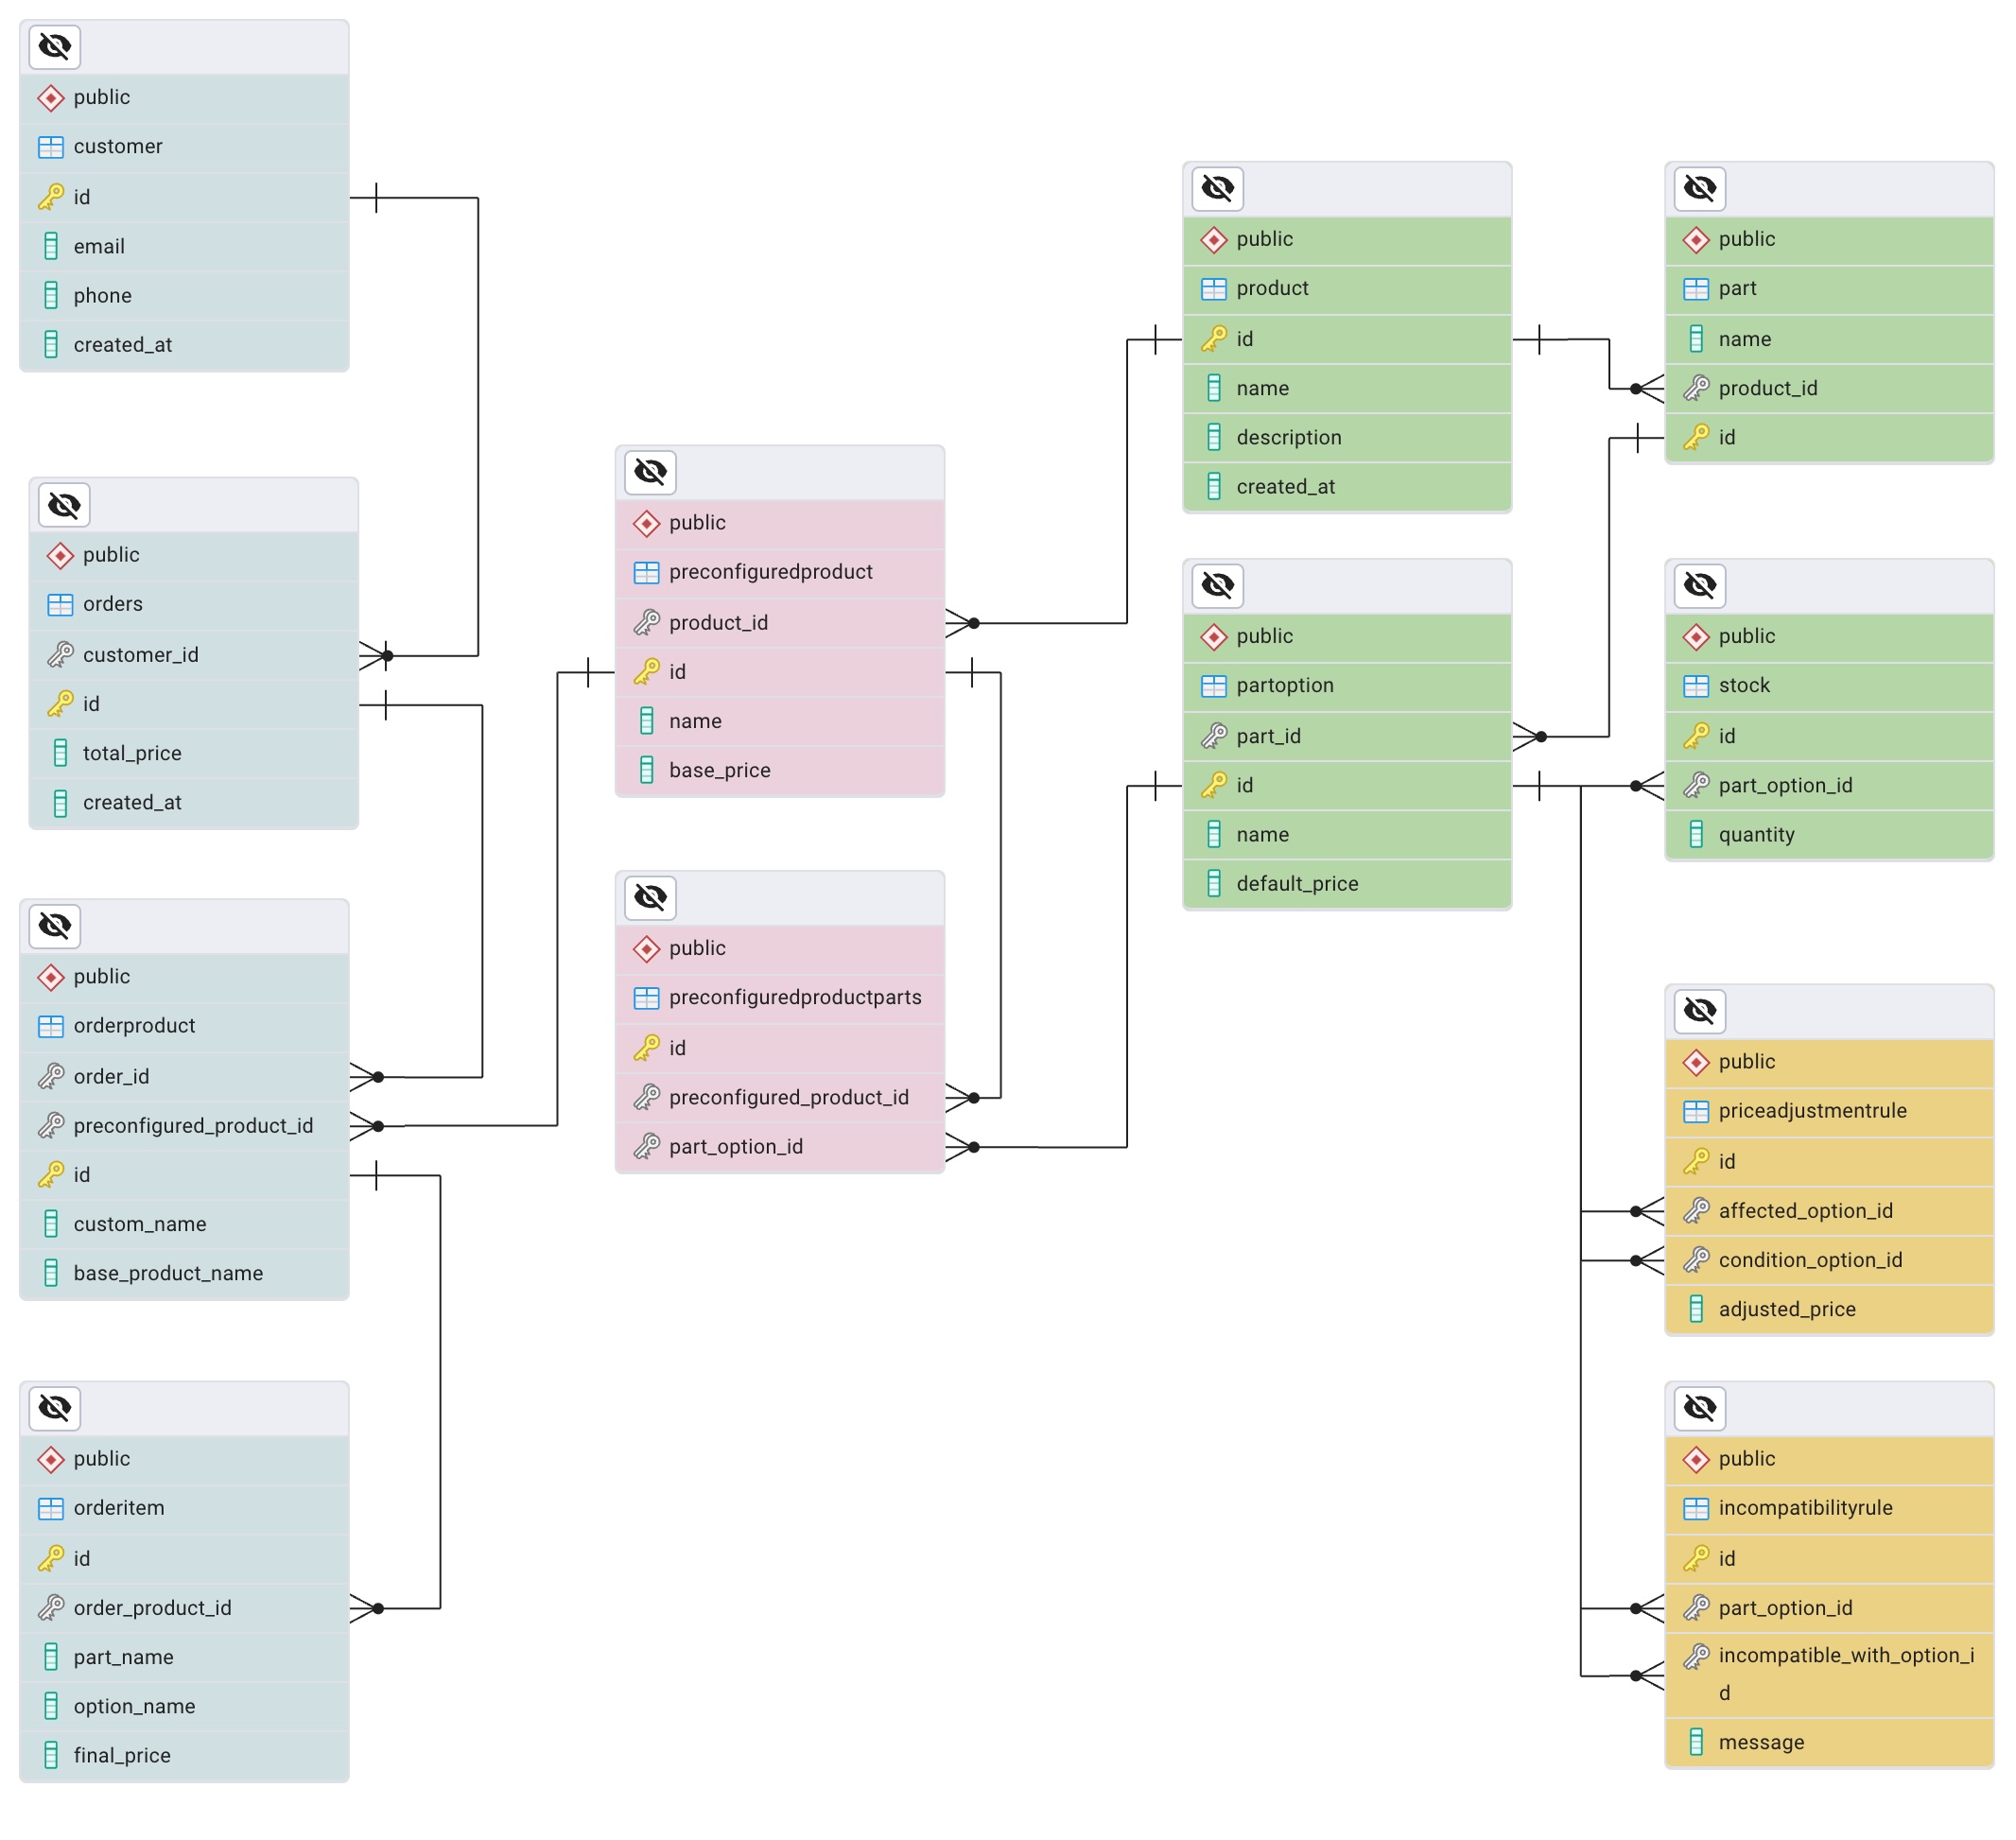 public
customer
id
email
phone
created_at
public
orders
customer_id
id
total_price
created_at
public
orderproduct
order_id
preconfigured_product_id
id
custom_name
base_product_name
public
orderitem
id
order_product_id
part_name
option_name
final_price
public
preconfiguredproduct
product_id
id
name
base_price
public
preconfiguredproductparts
id
preconfigured_product_id
part_option_id
public
product
id
name
description
created_at
public
partoption
part_id
id
name
default_price
public
part
name
product_id
id
public
stock
id
part_option_id
quantity
public
priceadjustmentrule
id
affected_option_id
condition_option_id
adjusted_price
public
incompatibilityrule
id
part_option_id
incompatible_with_option_i
d
message